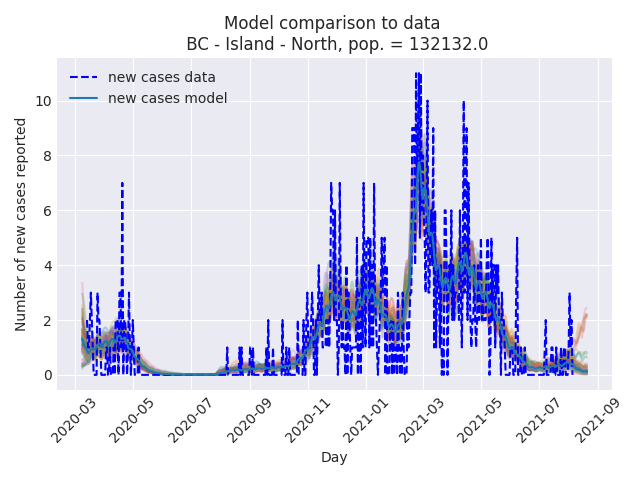 Model comparison to data
BC - Island - North, pop. = 132132.0
new cases data
new cases model
Number of new cases reported
10
8
6
4
2
0
2020-03
2020-05
2020-07
2020-09
2020-11
2021-01
2021-03
2021-05
2021-07
2021-09
Day